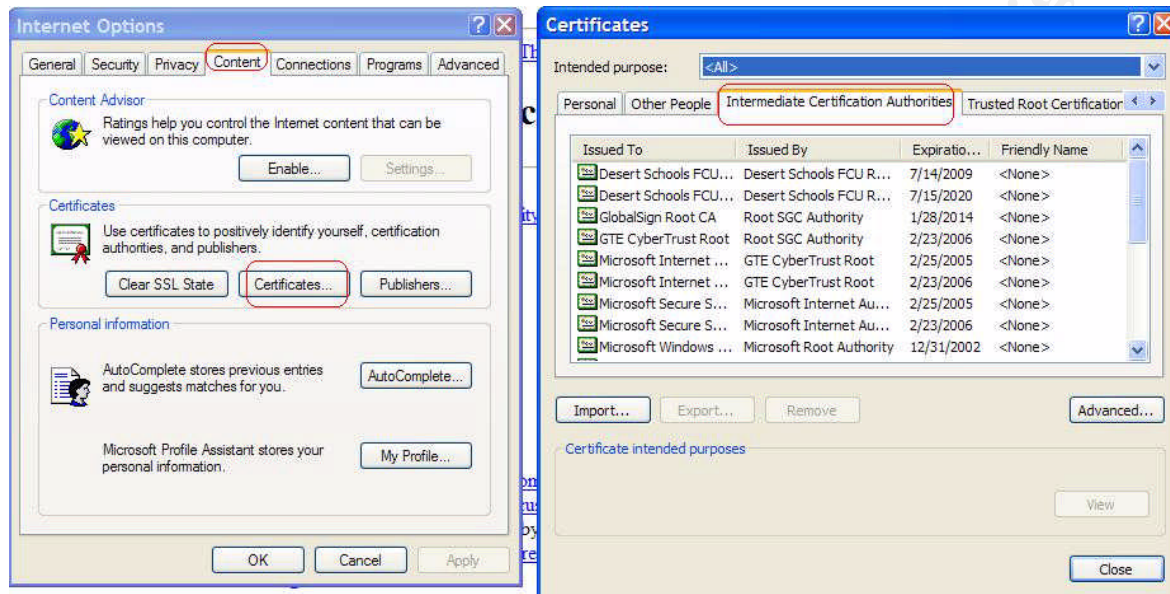 Internet Options
General Security Privacy Content Connections Programs Advanced
Content Advisor
Ratings help you control the Internet content that can be
viewed on this computer.
Enable... Settings...
Certificates
Use certificates to positively identify yourself, certification
authorities, and publishers.
Clear SSL State Certificates... Publishers...
Personal information
AutoComplete stores previous entries
and suggests matches for you.
AutoComplete...
Microsoft Profile Assistant stores your
personal information.
My Profile...
OK Cancel Apply
Certificates
Intended purpose: <All>
Personal Other People Intermediate Certification Authorities Trusted Root Certification
Issued To Issued By Expiratio... Friendly Name
Desert Schools FCU... Desert Schools FCU R... 7/14/2009 <None>
Desert Schools FCU... Desert Schools FCU R... 7/15/2020 <None>
GlobalSign Root CA Root SGC Authority 1/28/2014 <None>
GTE CyberTrust Root Root SGC Authority 2/23/2006 <None>
Microsoft Internet ... GTE CyberTrust Root 2/25/2005 <None>
Microsoft Internet ... GTE CyberTrust Root 2/23/2006 <None>
Microsoft Secure S... Microsoft Internet Au... 2/25/2005 <None>
Microsoft Secure S... Microsoft Internet Au... 2/23/2006 <None>
Microsoft Windows ... Microsoft Root Authority 12/31/2002 <None>
Import... Export... Remove Advanced...
Certificate intended purposes
View
Close